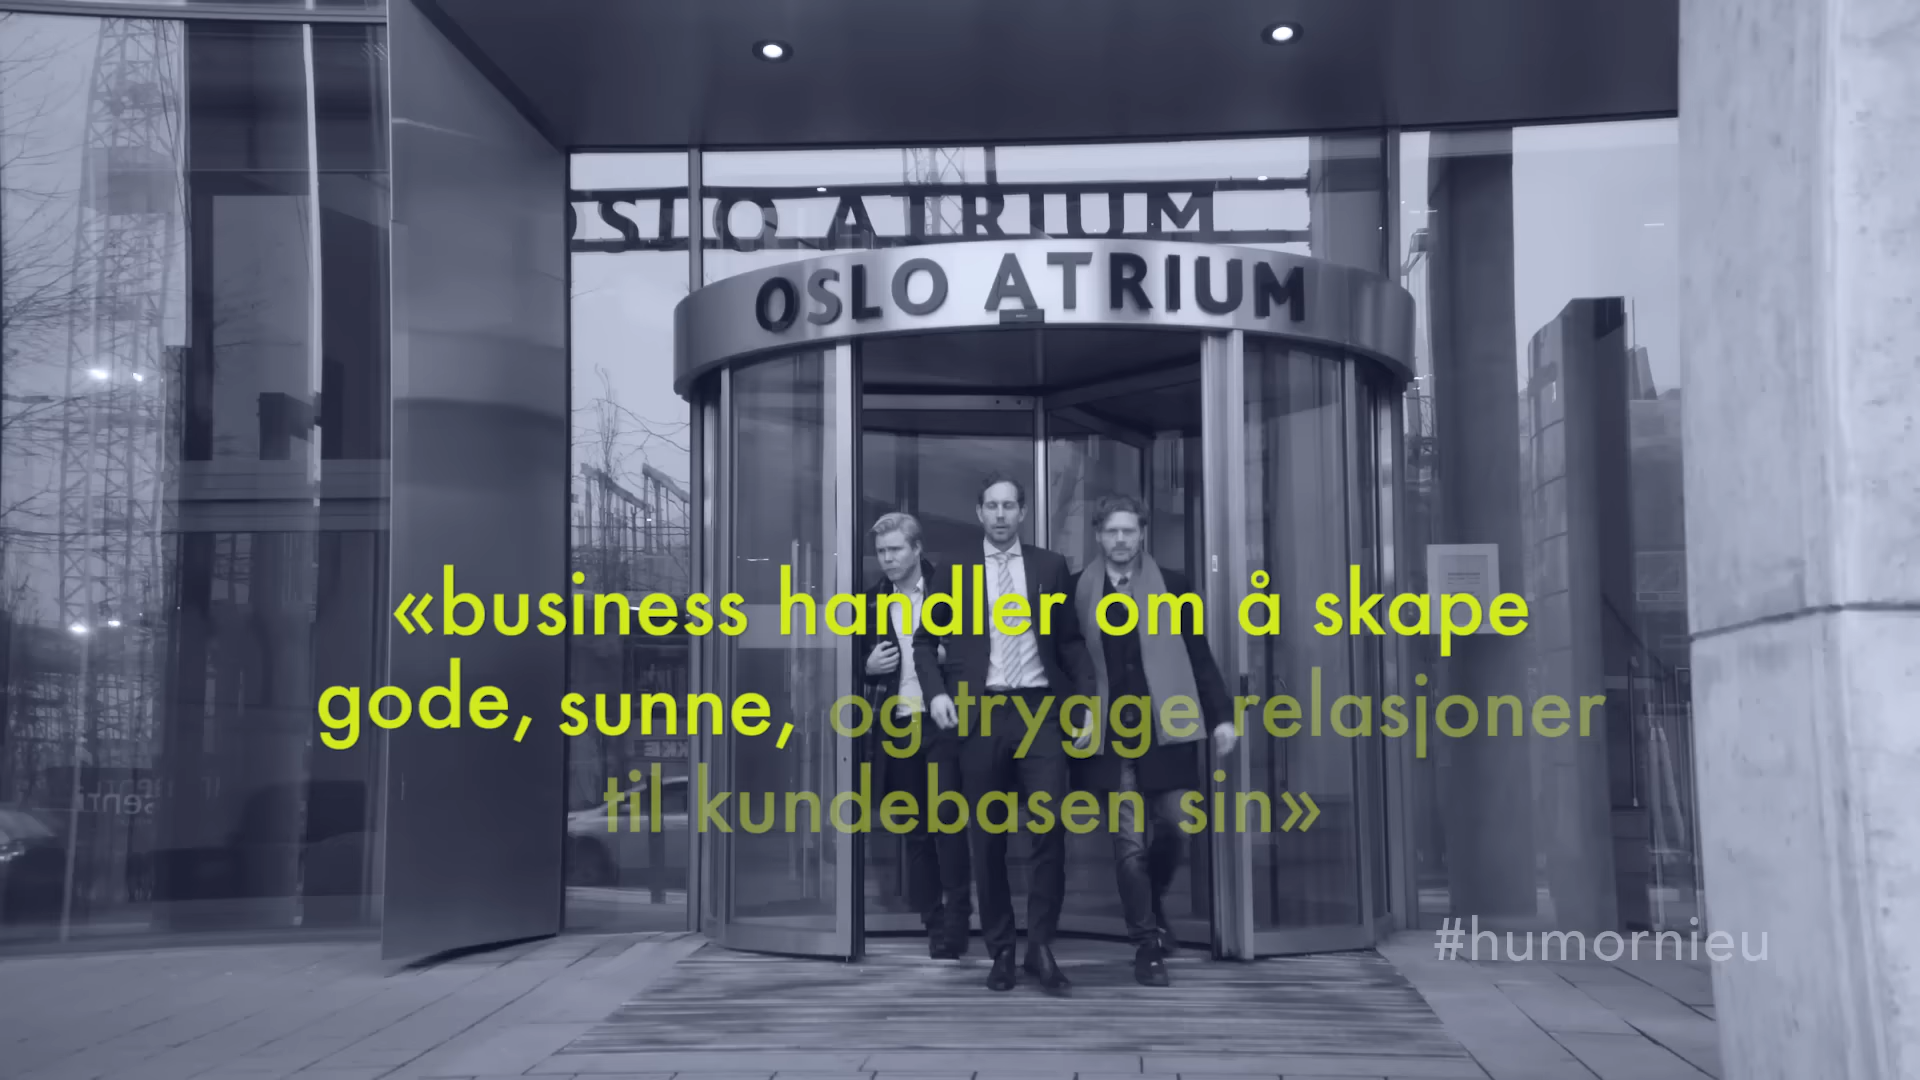 OSLO ATRIUM
OSLO ATRIUM
«business handler om å skape
gode, sunne, og trygge relasjoner
til kundebasen sin»
#humornieu